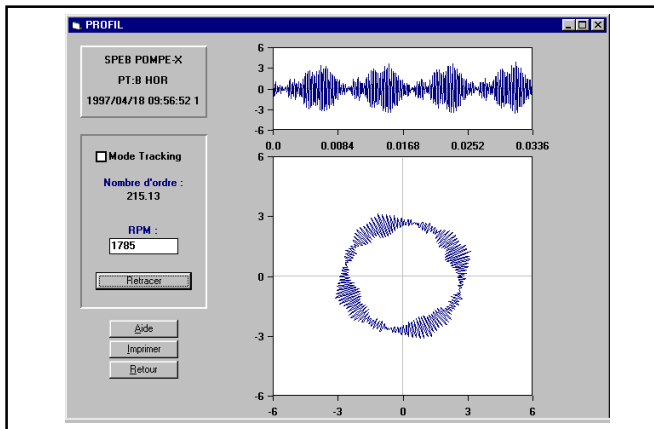 PROFIL
SPEB POMPE-X
PT:B HOR
1997/04/18 09:56:52 1
Mode Tracking
Nombre d'ordre :
215.13
RPM :
1785
Retracer
Aide
Imprimer
Retour
6
3
0
-3
-6
0.0 0.0084 0.0168 0.0252 0.0336
6
3
0
-3
-6
-6 -3 0 3 6